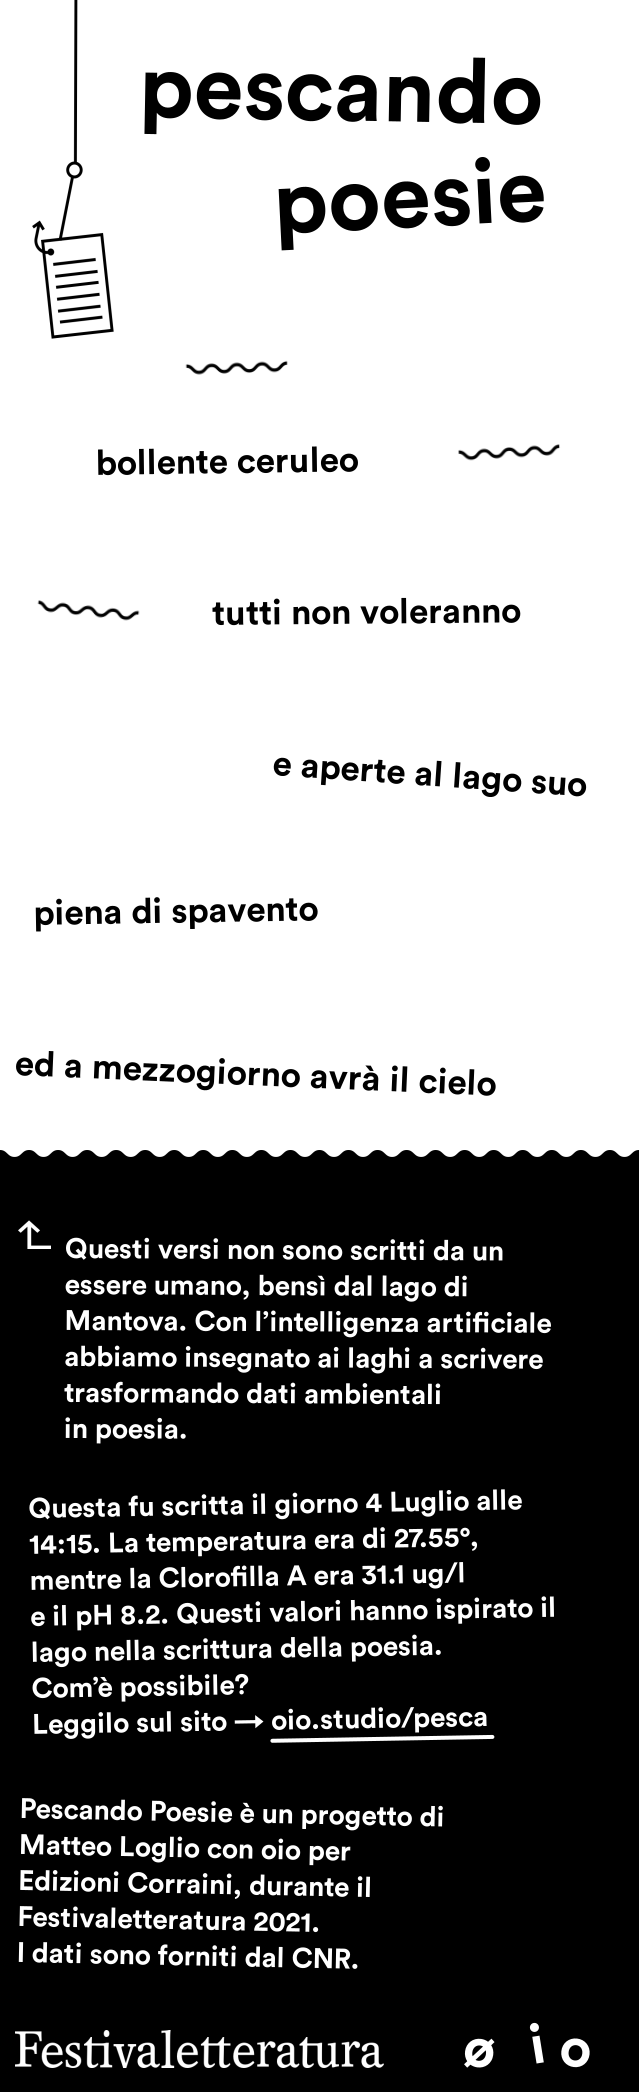 pescando
poesie
bollente ceruleo
tutti non voleranno
e aperte al lago suo
piena di spavento
ed a mezzogiorno avrà il cielo
Questi versi non sono scritti da un
essere umano, bensì dal lago di
Mantova. Con l’intelligenza artificiale
abbiamo insegnato ai laghi a scrivere
trasformando dati ambientali
in poesia.
Questa fu scritta il giorno 4 Luglio alle
14:15. La temperatura era di 27.55°,
mentre la Clorofilla A era 31.1 ug/l
e il pH 8.2. Questi valori hanno ispirato il
lago nella scrittura della poesia.
Com’è possibile?
Leggilo sul sito → oio.studio/pesca
Pescando Poesie è un progetto di
Matteo Loglio con oio per
Edizioni Corraini, durante il
Festivaletteratura 2021.
I dati sono forniti dal CNR.
Festivaletteratura ø i o